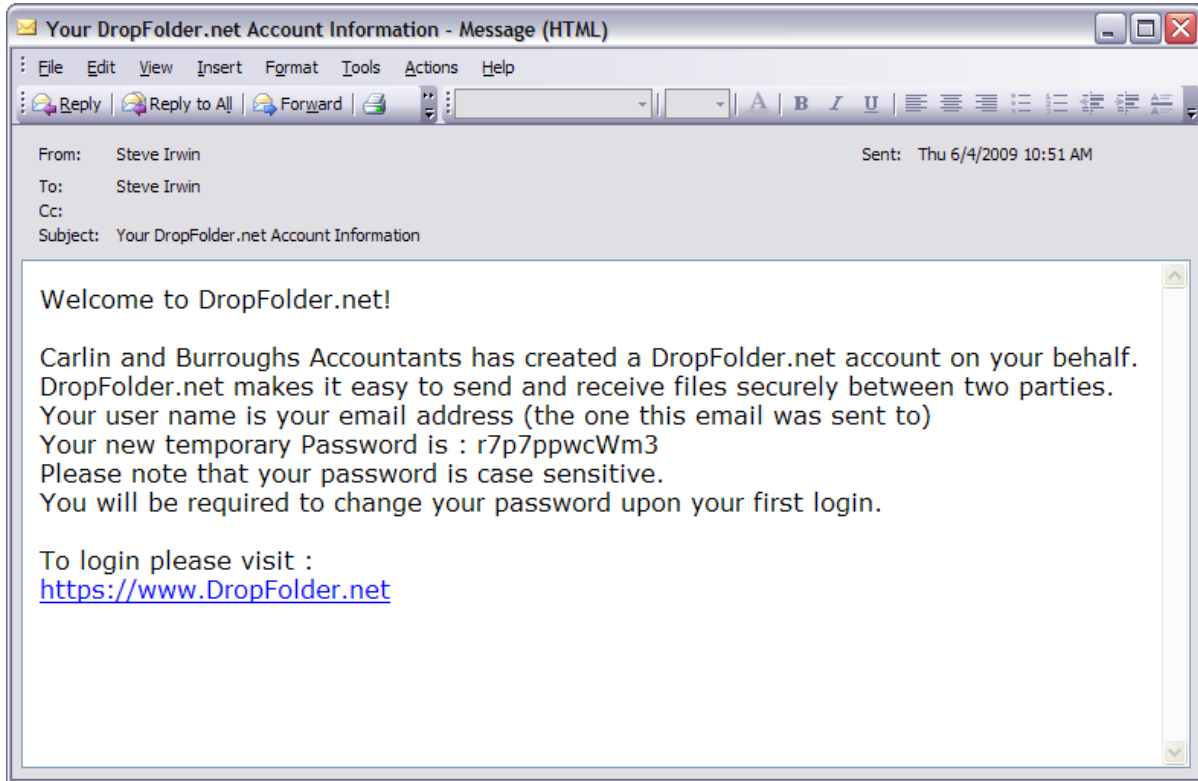 Your DropFolder.net Account Information - Message (HTML)
File Edit View Insert Format Tools Actions Help
Reply Reply to All Forward A B I U
From: Steve Irwin Sent: Thu 6/4/2009 10:51 AM
To: Steve Irwin
Cc:
Subject: Your DropFolder.net Account Information
Welcome to DropFolder.net!
Carlin and Burroughs Accountants has created a DropFolder.net account on your behalf.
DropFolder.net makes it easy to send and receive files securely between two parties.
Your user name is your email address (the one this email was sent to)
Your new temporary Password is : r7p7ppwcWm3
Please note that your password is case sensitive.
You will be required to change your password upon your first login.
To login please visit :
https://www.DropFolder.net